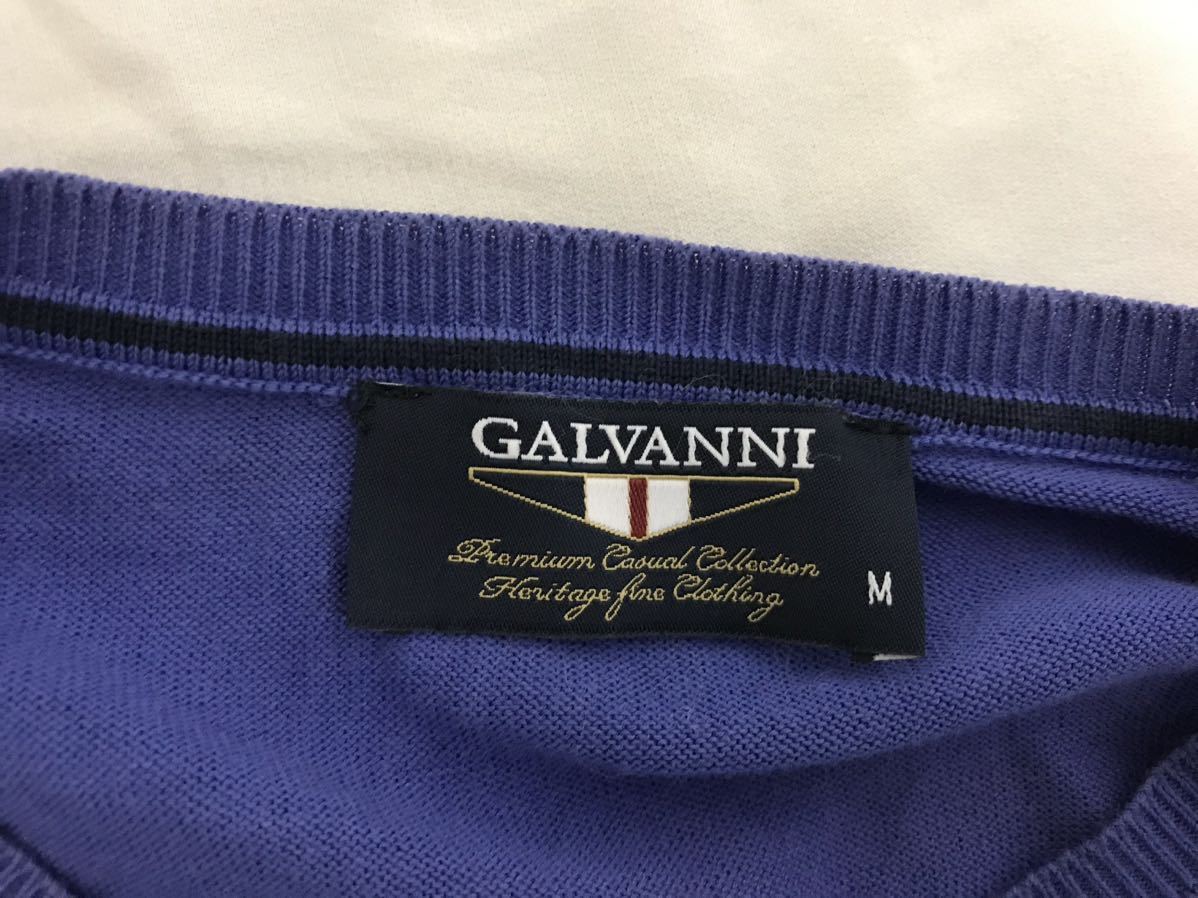 GALVANNI
Premium Casual Collection
Heritage fine Clothing
M